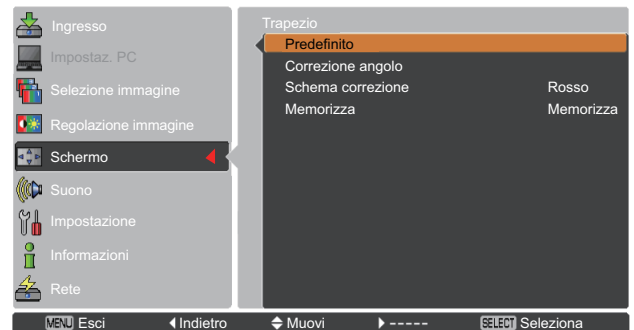 Ingresso
Impostaz. PC
Selezione immagine
Regolazione immagine
Schermo
Suono
Impostazione
Informazioni
Rete
Trapezio
Predefinito
Correzione angolo
Schema correzione Rosso
Memorizza Memorizza
MENU Esci Indietro Muovi ----- SELECT Seleziona